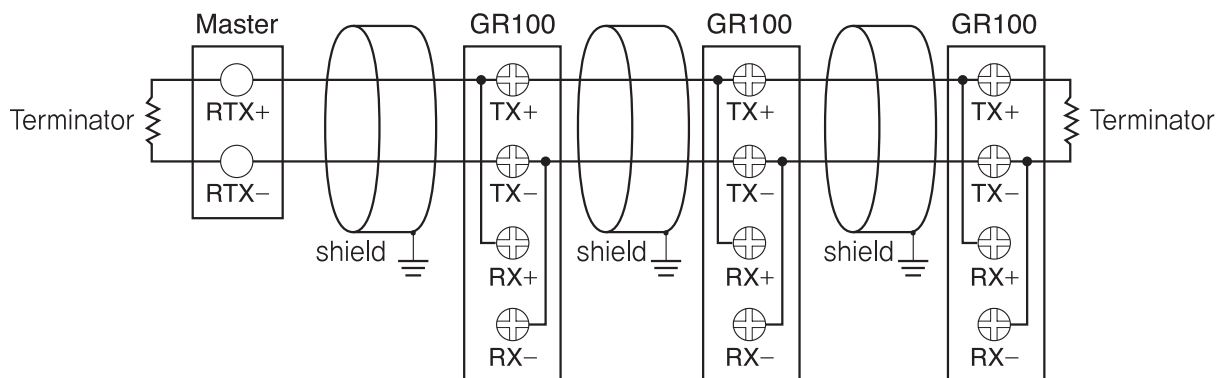 Master GR100 GR100 GR100
RTX+ TX+ TX+ TX+
Terminator Terminator
RTX− TX− TX− TX−
shield shield shield
RX+ RX+ RX+
RX− RX− RX−